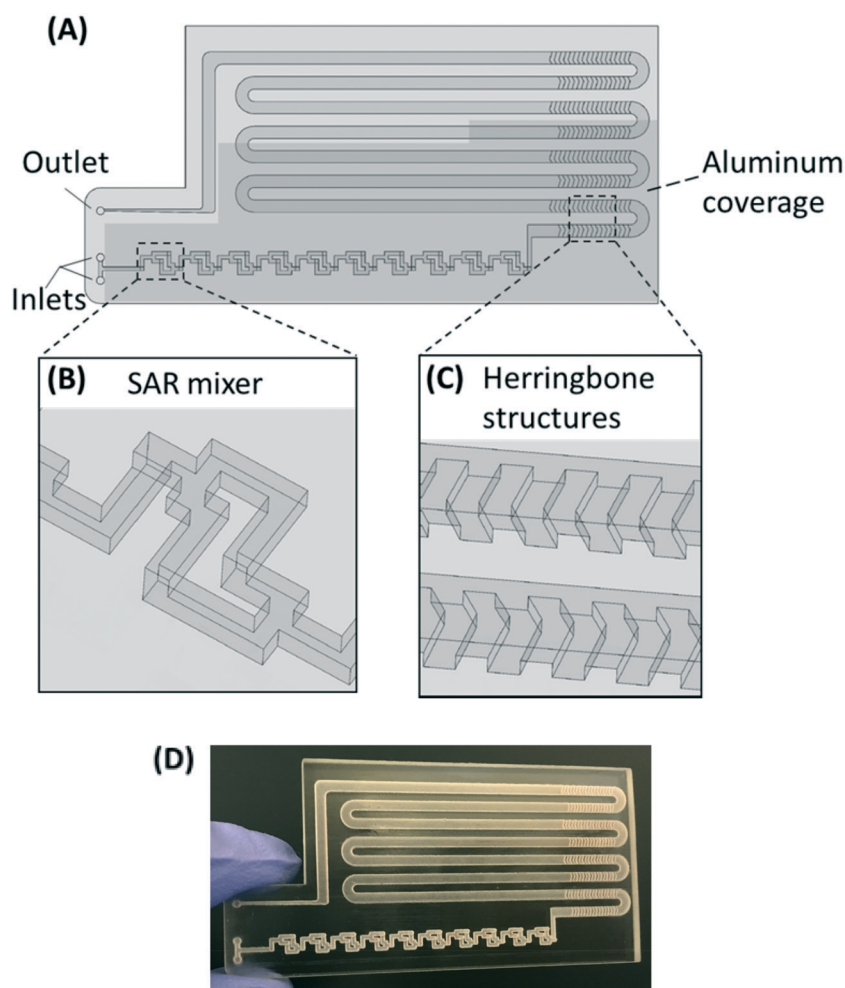 (A)
Outlet
Aluminum
coverage
Inlets
(B) SAR mixer
(C) Herringbone
structures
(D)